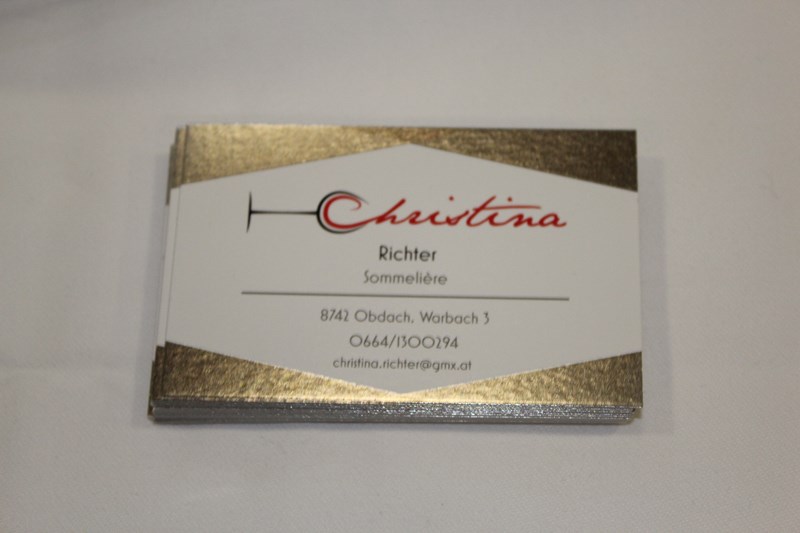 Christina
Richter
Sommelière
8742 Obdach, Warbach 3
0664/1300294
christina.richter@gmx.at